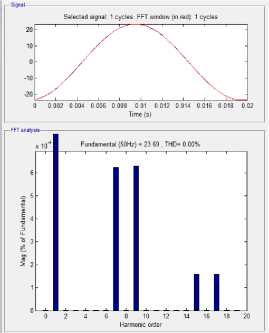 Signal
Selected signal: 1 cycles. FFT window (in red): 1 cycles
20
10
0
-10
-20
0 0.002 0.004 0.006 0.008 0.01 0.012 0.014 0.016 0.018 0.02
Time (s)
FFT analysis
Fundamental (50Hz) = 23.69 , THD= 0.00%
Mag (% of Fundamental)
6
5
4
3
2
1
0
0 2 4 6 8 10 12 14 16 18 20
Harmonic order